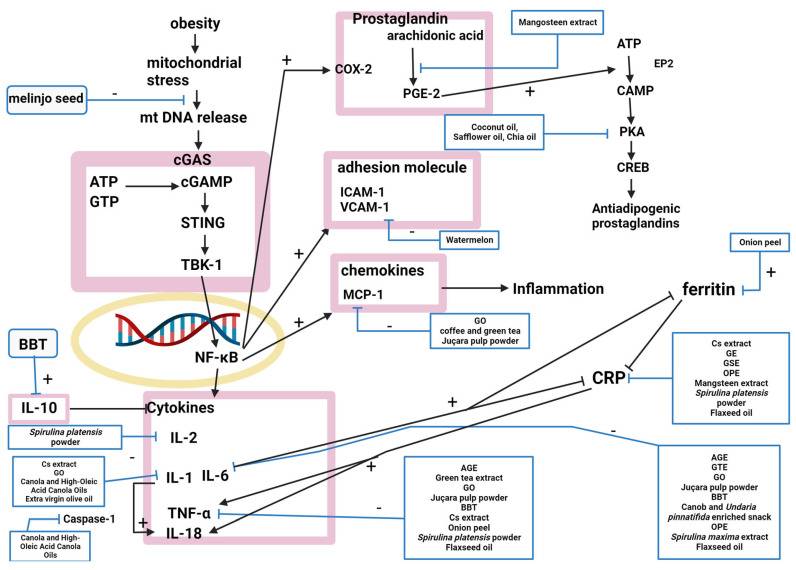 obesity
mitochondrial
stress
melinjo seed
-
mt DNA release
cGAS
ATP
GTP
cGAMP
STING
TBK-1
NF-κB
+
COX-2
Prostaglandin
arachidonic acid
PGE-2
Mangosteen extract
+
ATP
EP2
CAMP
PKA
CREB
Antiadipogenic
prostaglandins
Coconut oil,
Safflower oil, Chia oil
adhesion molecule
ICAM-1
VCAM-1
-
Watermelon
+
chemokines
MCP-1
+
-
GO
coffee and green tea
Juçara pulp powder
Inflammation
Onion peel
+
ferritin
CRP
Cs extract
GE
GSE
OPE
Mangsteen extract
Spirulina platensis
powder
Flaxeed oil
BBT
+
IL-10
Cytokines
Spirulina platensis
powder
IL-2
-
Cs extract
GO
Canola and High-Oleic
Acid Canola Oils
Extra virgin olive oil
IL-1
IL-6
+
+
-
Caspase-1
Canola and High-
Oleic Acid Canola
Oils
+
TNF-α
IL-18
-
AGE
Green tea extract
GO
Juçara pulp powder
BBT
Cs extract
Onion peel
Spirulina platensis powder
Flaxseed oil
AGE
GTE
GO
Juçara pulp powder
BBT
Canob and Undaria
pinnatifida enriched snack
OPE
Spirulina maxima extract
Flaxseed oil